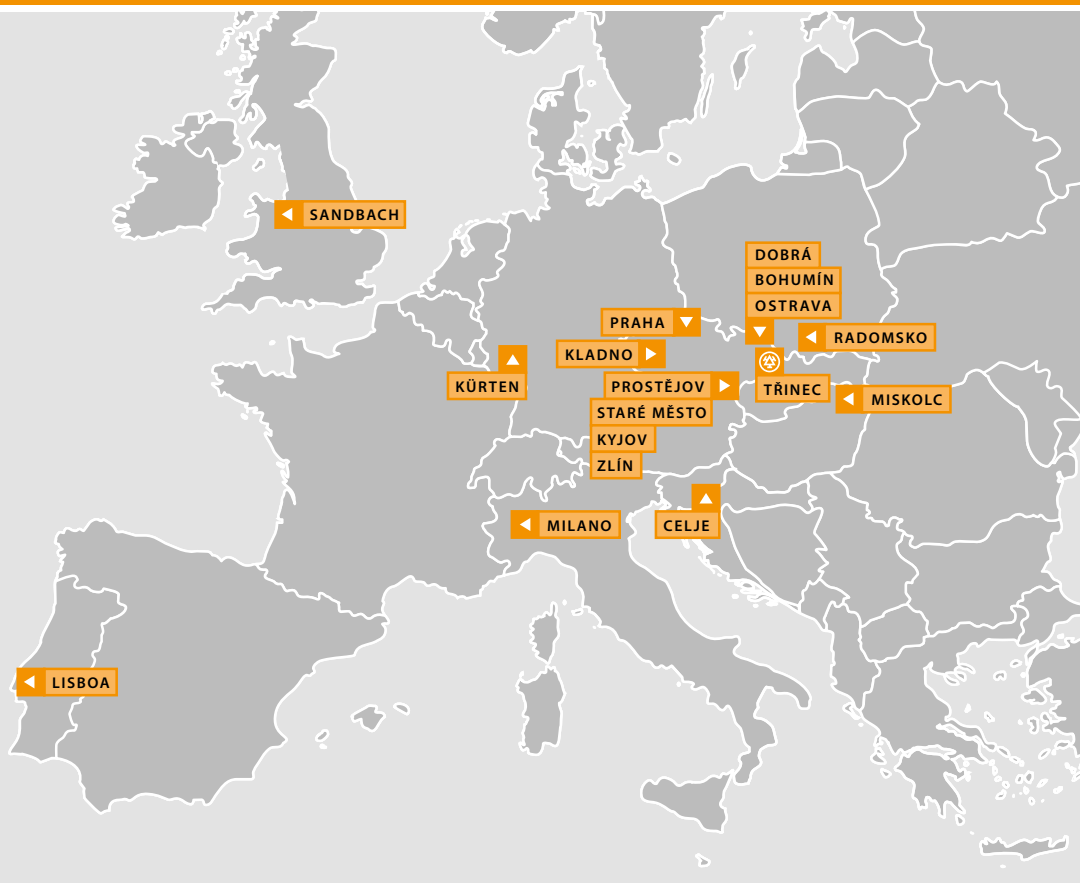 SANDBACH
DOBRÁ
BOHUMÍN
OSTRAVA
PRAHA
RADOMSKO
KLADNO
KÜRTEN
PROSTĚJOV
TŘINEC
MISKOLC
STARÉ MĚSTO
KYJOV
ZLÍN
MILANO
CELJE
LISBOA